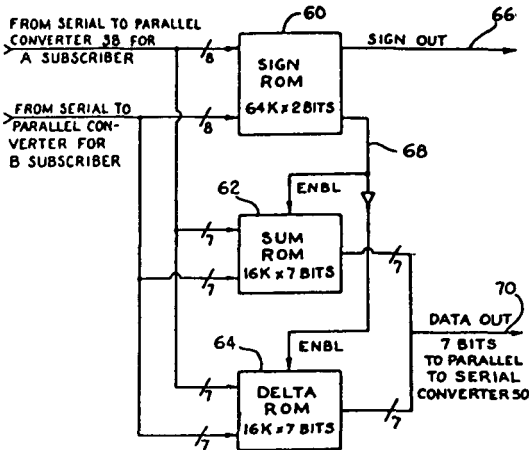 FROM SERIAL TO PARALLEL
CONVERTER 38 FOR
A SUBSCRIBER
8
60
SIGN
ROM
64K x 2BITS
SIGN OUT
66
FROM SERIAL TO
PARALLEL CON-
VERTER FOR
B SUBSCRIBER
8
68
ENBL
62
7
SUM
ROM
16K x 7 BITS
7
7
70
DATA OUT
7 BITS
TO PARALLEL
TO SERIAL
CONVERTER 50
ENBL
64
7
DELTA
ROM
16K x 7 BITS
7
7